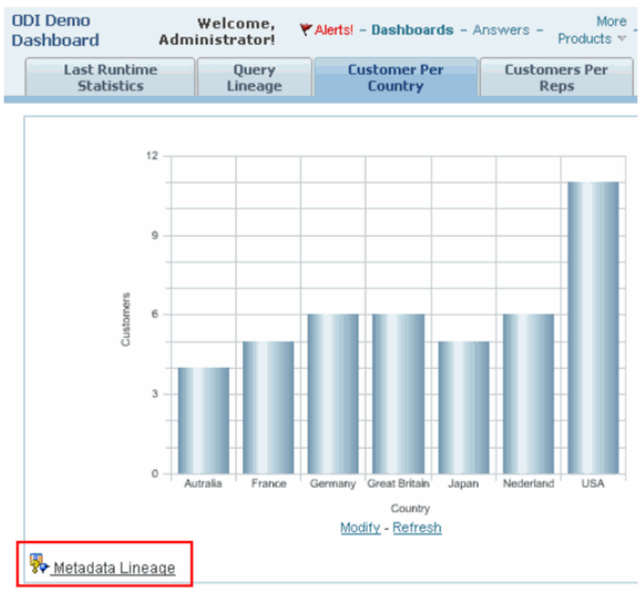 ODI Demo Dashboard
Welcome, Administrator!
Alerts! - Dashboards - Answers - More Products -
Last Runtime Statistics
Query Lineage
Customer Per Country
Customers Per Reps
12
9
6
3
0
Customers
Autralia France Germany Great Britain Japan Nederland USA
Country
Modify - Refresh
Metadata Lineage